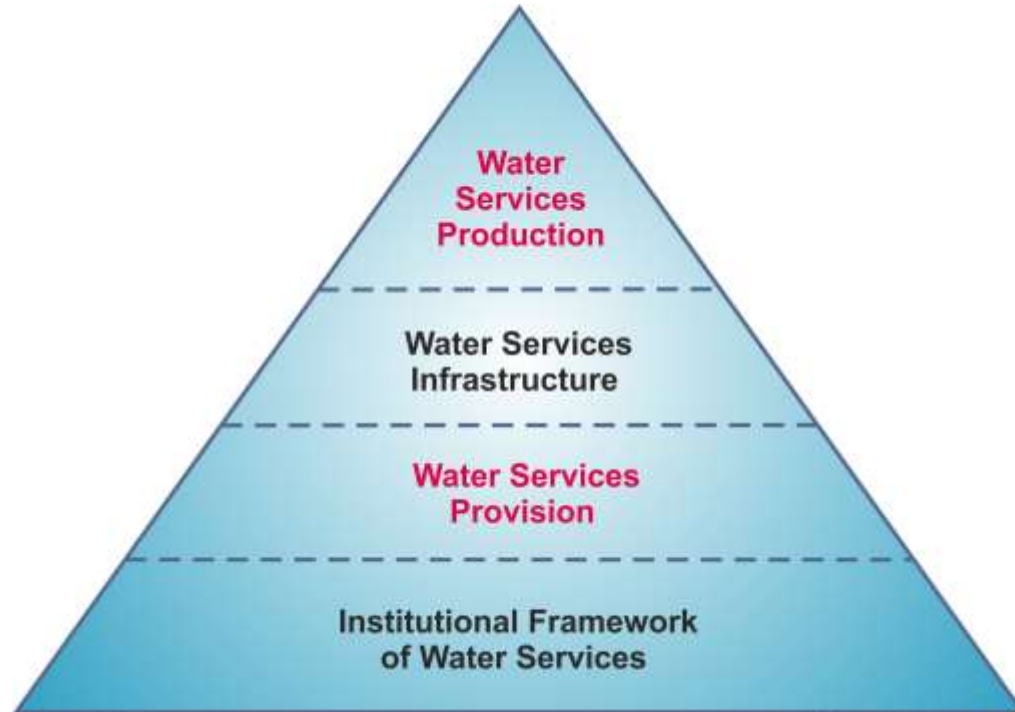 Water
Services
Production
Water Services
Infrastructure
Water Services
Provision
Institutional Framework
of Water Services